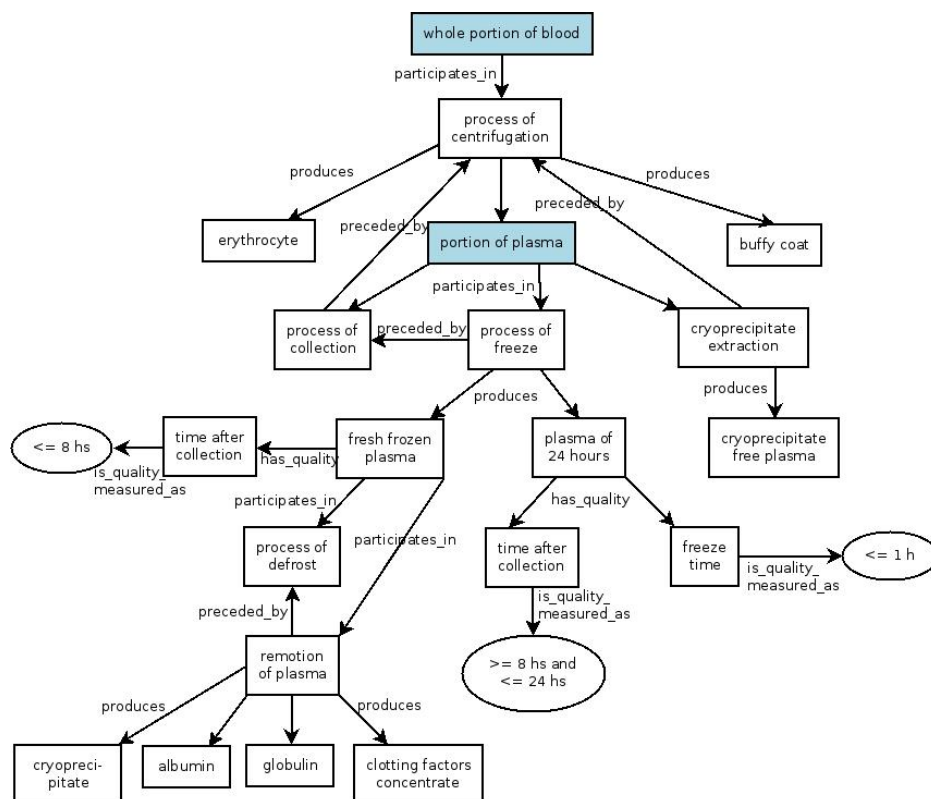 whole portion of blood
participates_in
process of
centrifugation
produces
produces
preceded_by
preceded_by
erythrocyte
portion of plasma
buffy coat
participates_in
process of
collection
preceded_by
process of
freeze
cryoprecipitate
extraction
produces
produces
<= 8 hs
time after
collection
has_quality
fresh frozen
plasma
plasma of
24 hours
cryoprecipitate
free plasma
is_quality_
measured_as
participates_in
has_quality
process of
defrost
participates_in
time after
collection
freeze
time
<= 1 h
is_quality_
measured_as
preceded_by
is_quality_
measured_as
remotion
of plasma
>= 8 hs and
<= 24 hs
produces
produces
cryopreci-
pitate
albumin
globulin
clotting factors
concentrate